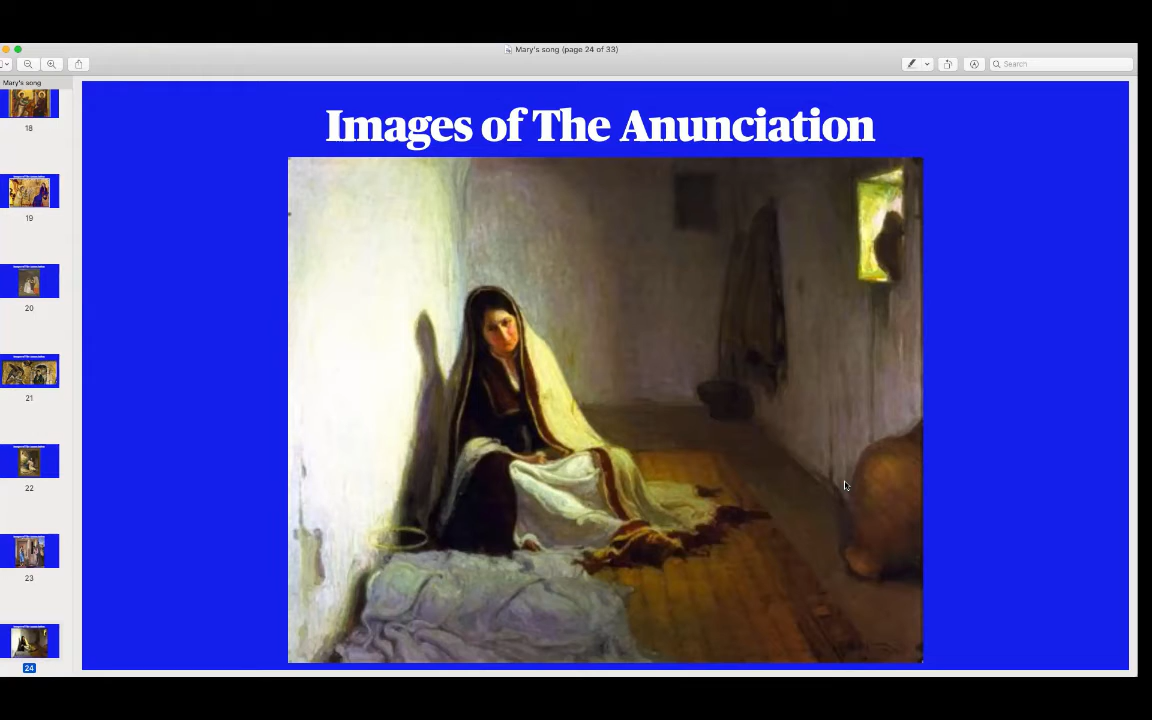 Mary's song (page 24 of 33)
Search
Mary's song
18
19
20
21
22
23
24
Images of The Anunciation